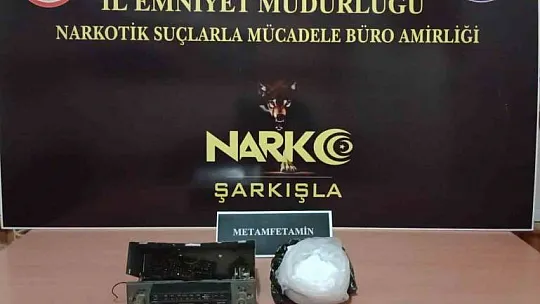 İL EMNİYET MÜDÜRLÜĞÜ
NARKOTİK SUÇLARLA MÜCADELE BÜRO AMİRLİĞİ
NARKO
ŞARKIŞLA
METAMFETAMİN